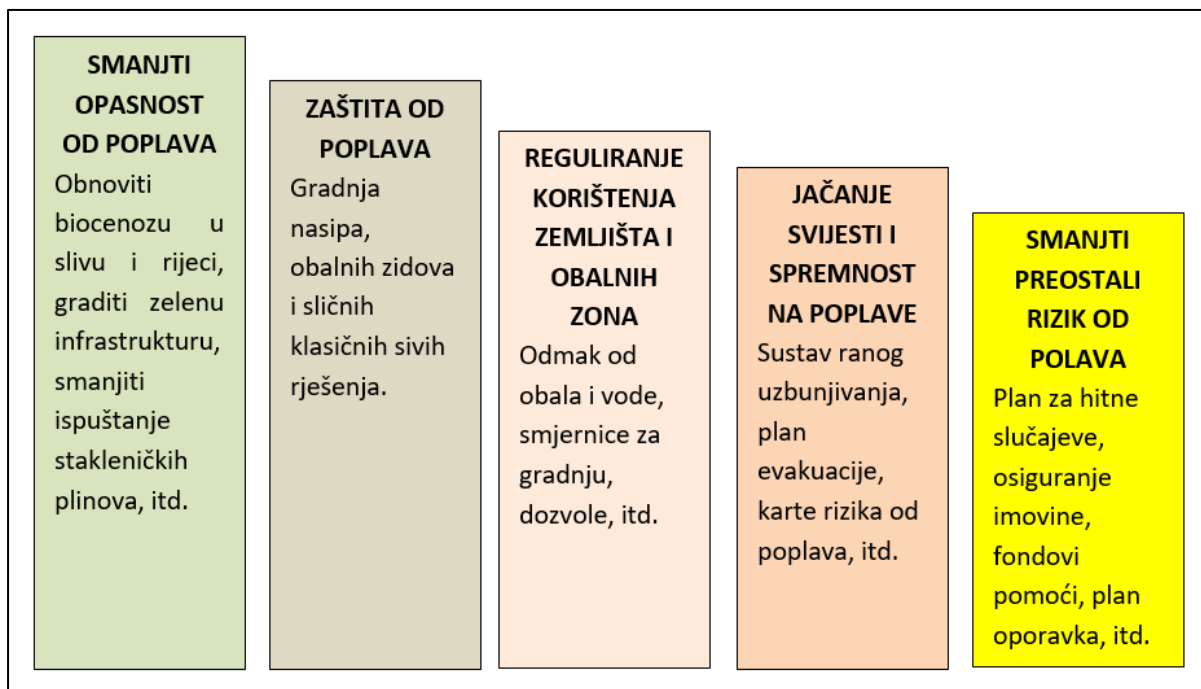 SMANJTI
OPASNOST
OD POPLAVA
Obnoviti
biocenozu u
slivu i rijeci,
graditi zelenu
infrastrukturu,
smanjiti
ispuštanje
stakleničkih
plinova, itd.
ZAŠTITA OD
POPLAVA
Gradnja
nasipa,
obalnih zidova
i sličnih
klasičnih sivih
rješenja.
REGULIRANJE
KORIŠTENJA
ZEMLJIŠTA I
OBALNIH
ZONA
Odmak od
obala i vode,
smjernice za
gradnju,
dozvole, itd.
JAČANJE
SVIJESTI I
SPREMNOST
NA POPLAVE
Sustav ranog
uzbunjivanja,
plan
evakuacije,
karte rizika od
poplava, itd.
SMANJTI
PREOSTALI
RIZIK OD
POLAVA
Plan za hitne
slučajeve,
osiguranje
imovine,
fondovi
pomoći, plan
oporavka, itd.